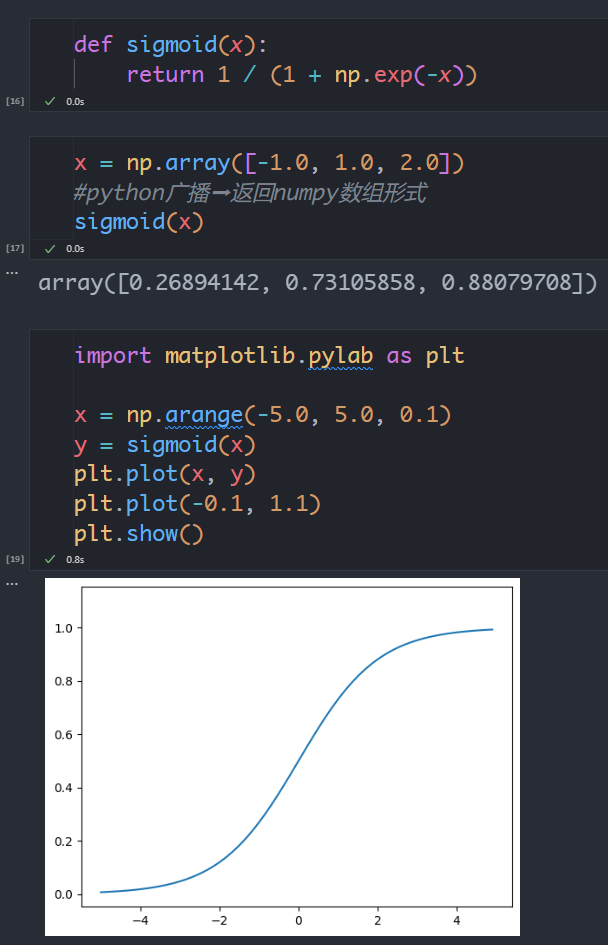 def sigmoid(x):
return 1 / (1 + np.exp(-x))
[16]
0.0s
x = np.array([-1.0, 1.0, 2.0])
#python广播➞返回numpy数组形式
sigmoid(x)
[17]
0.0s
...
array([0.26894142, 0.73105858, 0.88079708])
import matplotlib.pylab as plt
x = np.arange(-5.0, 5.0, 0.1)
y = sigmoid(x)
plt.plot(x, y)
plt.plot(-0.1, 1.1)
plt.show()
[19]
0.8s
...
1.0
0.8
0.6
0.4
0.2
0.0
−4 −2 0 2 4